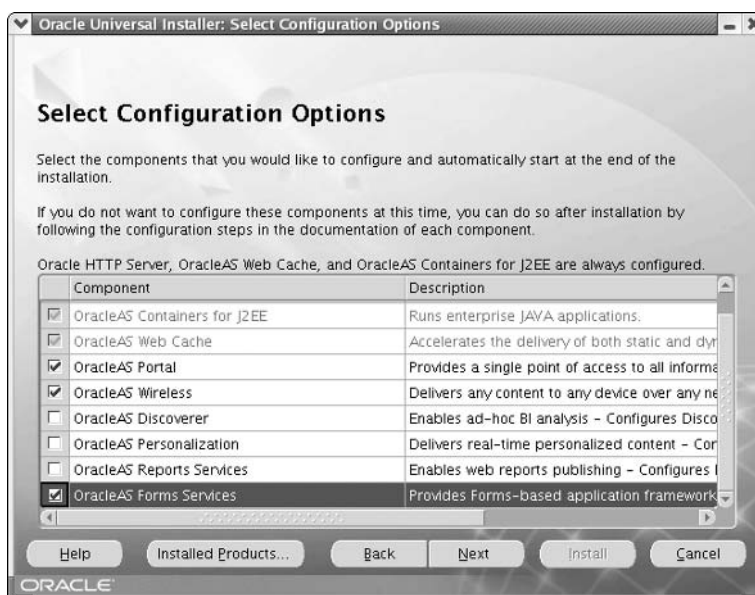 Oracle Universal Installer: Select Configuration Options
Select Configuration Options
Select the components that you would like to configure and automatically start at the end of the
installation.
If you do not want to configure these components at this time, you can do so after installation by
following the configuration steps in the documentation of each component.
Oracle HTTP Server, OracleAS Web Cache, and OracleAS Containers for J2EE are always configured.
Component Description
OracleAS Containers for J2EE Runs enterprise JAVA applications.
OracleAS Web Cache Accelerates the delivery of both static and dyr
OracleAS Portal Provides a single point of access to all informa
OracleAS Wireless Delivers any content to any device over any ne
OracleAS Discoverer Enables ad-hoc BI analysis - Configures Disco
OracleAS Personalization Delivers real-time personalized content - Cor
OracleAS Reports Services Enables web reports publishing - Configures
OracleAS Forms Services Provides Forms-based application framework
Help Installed Products... Back Next Install Cancel
ORACLE